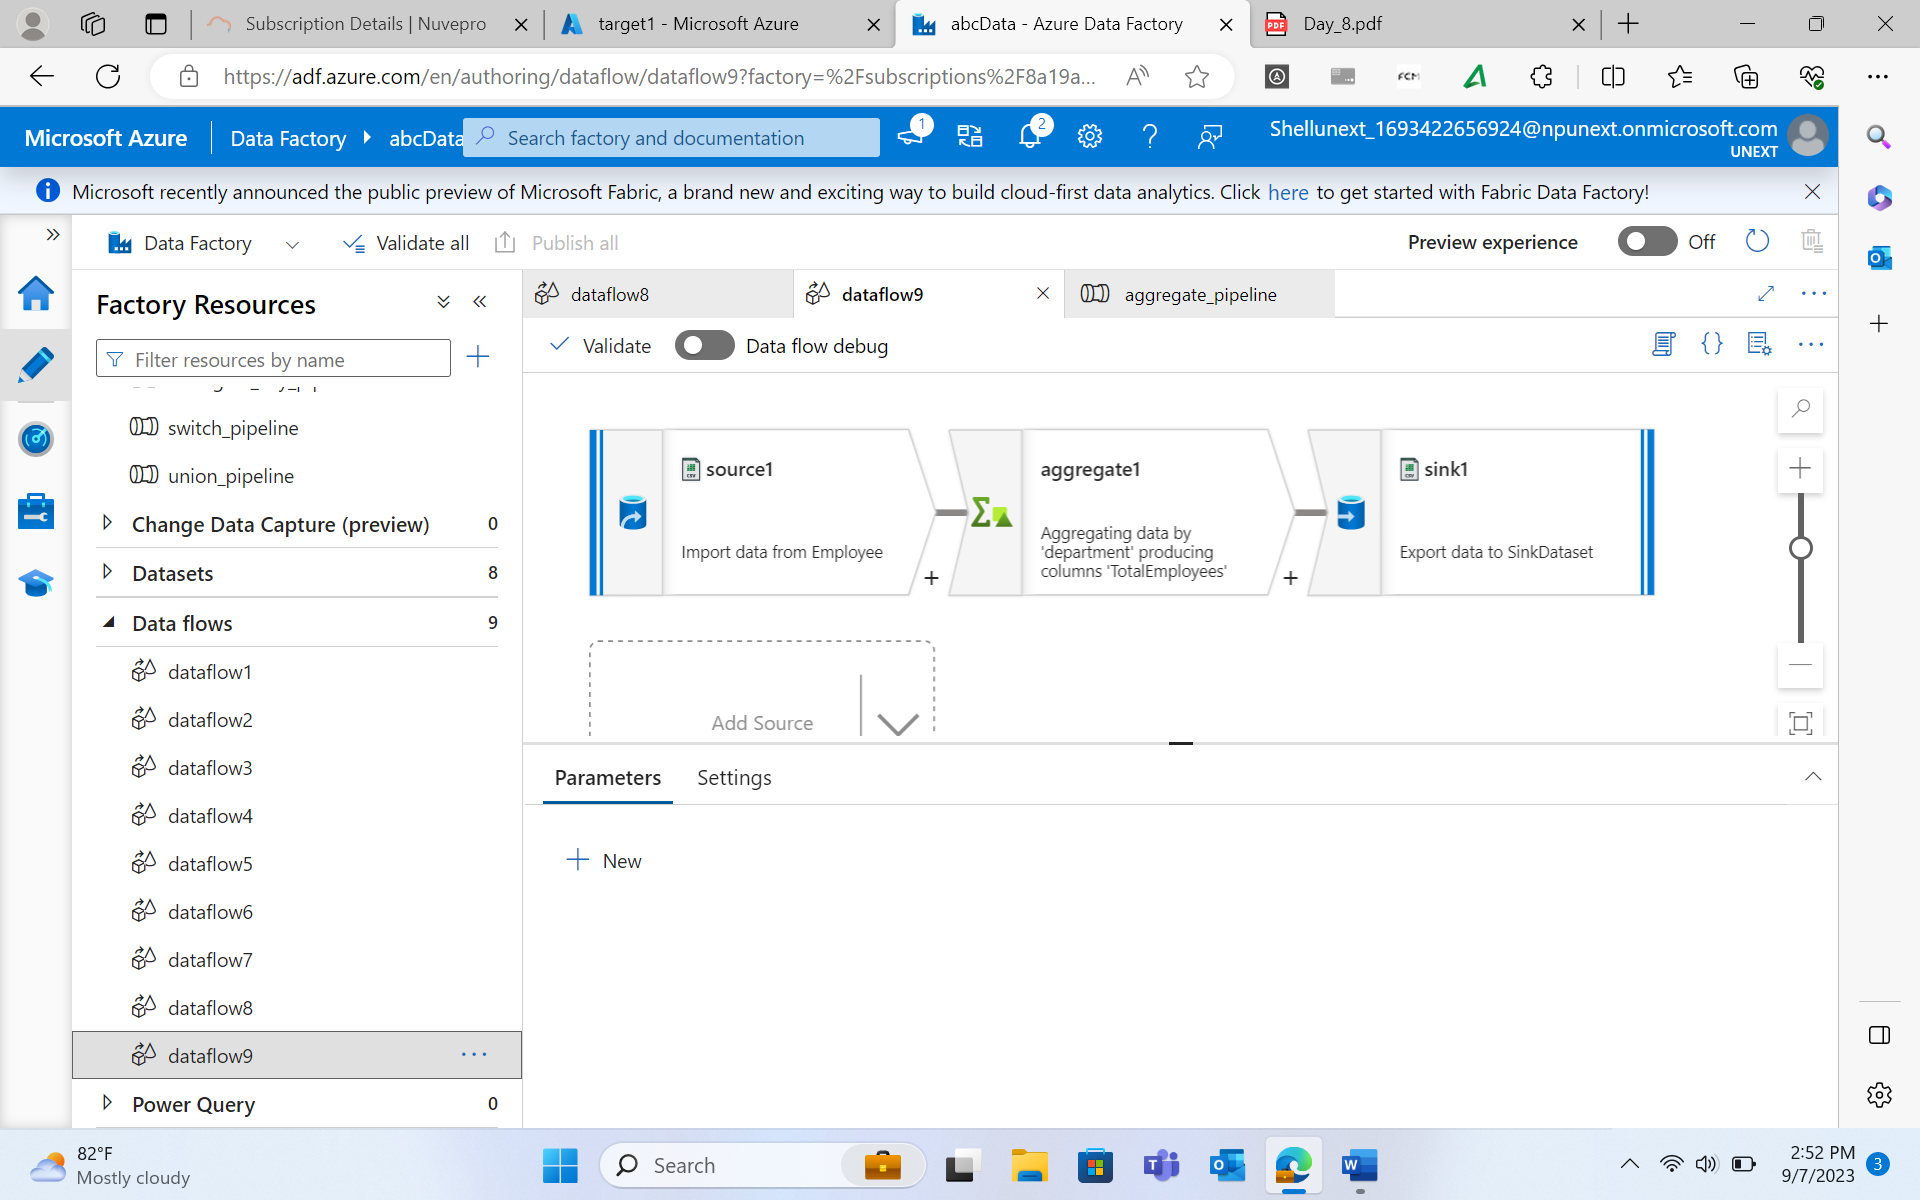 Subscription Details | Nuvepro
target1 - Microsoft Azure
abcData - Azure Data Factory
Day_8.pdf
https://adf.azure.com/en/authoring/dataflow/dataflow9?factory=%2Fsubscriptions%2F8a19a...
Microsoft Azure
Data Factory
abcData
Search factory and documentation
1
2
Shellunext_1693422656924@npunext.onmicrosoft.com
UNEXT
Microsoft recently announced the public preview of Microsoft Fabric, a brand new and exciting way to build cloud-first data analytics. Click here to get started with Fabric Data Factory!
Data Factory
Validate all
Publish all
Preview experience
Off
Factory Resources
Filter resources by name
switch_pipeline
union_pipeline
Change Data Capture (preview) 0
Datasets 8
Data flows 9
dataflow1
dataflow2
dataflow3
dataflow4
dataflow5
dataflow6
dataflow7
dataflow8
dataflow9
Power Query 0
dataflow8
dataflow9
aggregate_pipeline
Validate
Data flow debug
source1
Import data from Employee
aggregate1
Aggregating data by
'department' producing
columns 'TotalEmployees'
sink1
Export data to SinkDataset
Add Source
Parameters
Settings
New
82°F
Mostly cloudy
Search
2:52 PM
9/7/2023
3